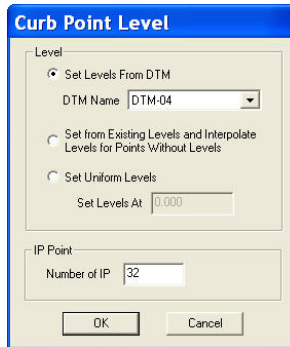 Curb Point Level
Level
Set Levels From DTM
DTM Name DTM-04
Set from Existing Levels and Interpolate
Levels for Points Without Levels
Set Uniform Levels
Set Levels At 0.000
IP Point
Number of IP 32
OK Cancel